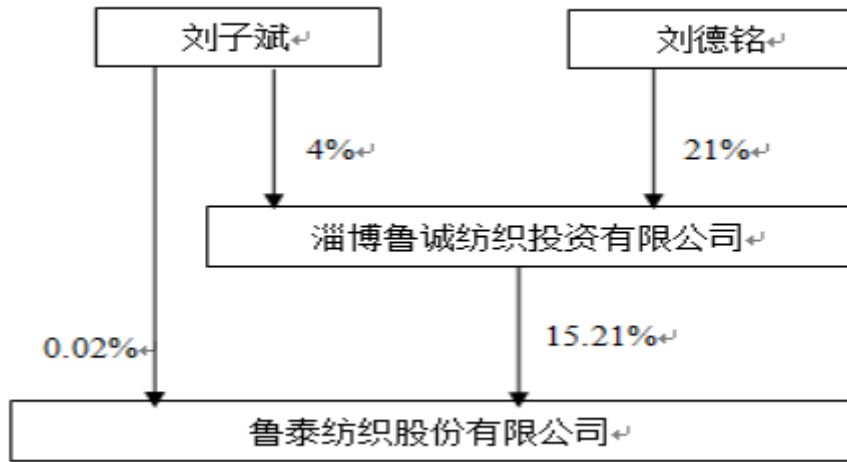 刘子斌
刘德铭
4%
21%
淄博鲁诚纺织投资有限公司
0.02%
15.21%
鲁泰纺织股份有限公司